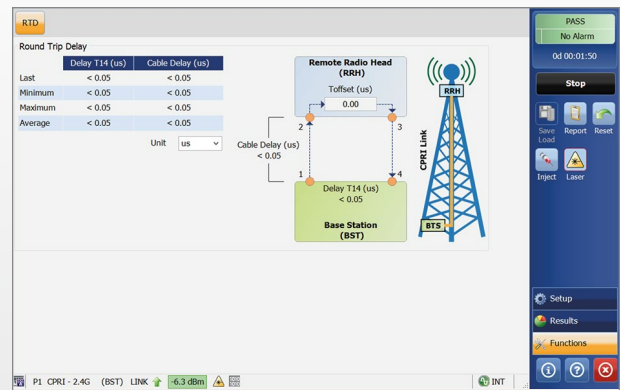 RTD
Round Trip Delay
Delay T14 (us) Cable Delay (us)
Last < 0.05 < 0.05
Minimum < 0.05 < 0.05
Maximum < 0.05 < 0.05
Average < 0.05 < 0.05
Unit us
Remote Radio Head
(RRH)
Toffset (us)
0.00
2 3
Cable Delay (us)
< 0.05
1 4
Delay T14 (us)
< 0.05
Base Station
(BST)
CPRI Link
RRH
BTS
PASS
No Alarm
0d 00:01:50
Stop
Save
Load
Report
Reset
Inject
Laser
Setup
Results
Functions
P1 CPRI - 2.4G (BST) LINK -6.3 dBm INT